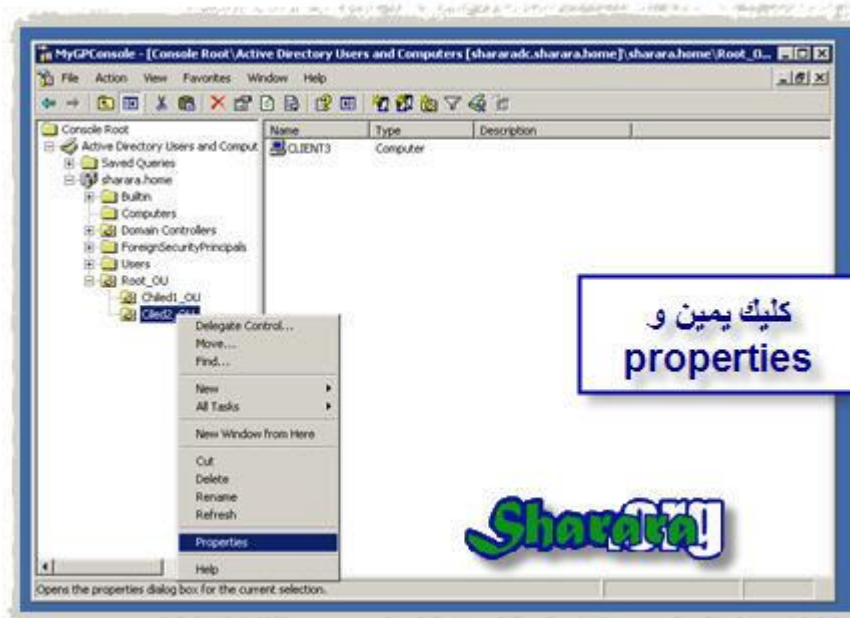 MyGPConsole - [Console Root\Active Directory Users and Computers [shararadc.sharara.home]\sharara.home\Root_O...
File Action View Favorites Window Help
Console Root
Active Directory Users and Comput
Saved Queries
sharara.home
Builtin
Computers
Domain Controllers
ForeignSecurityPrincipals
Users
Root_OU
Chiled1_OU
Ciled2_OU
Name Type Description
CLIENT3 Computer
Delegate Control...
Move...
Find...
New
All Tasks
New Window from Here
Cut
Delete
Rename
Refresh
Properties
Help
كليك يمين و
properties
Sharara.org
Opens the properties dialog box for the current selection.